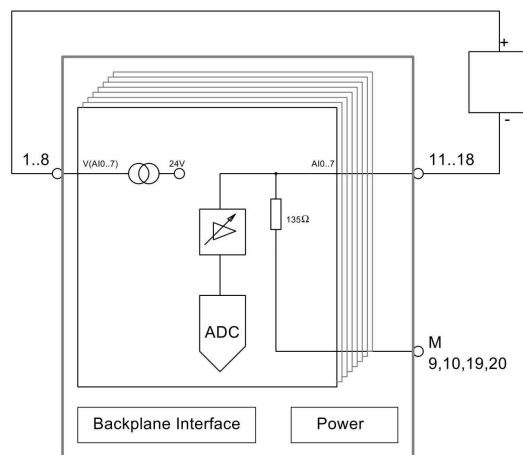 +
-
1..8
V(AI0..7)
24V
AI0..7
11..18
135Ω
ADC
M
9,10,19,20
Backplane Interface
Power